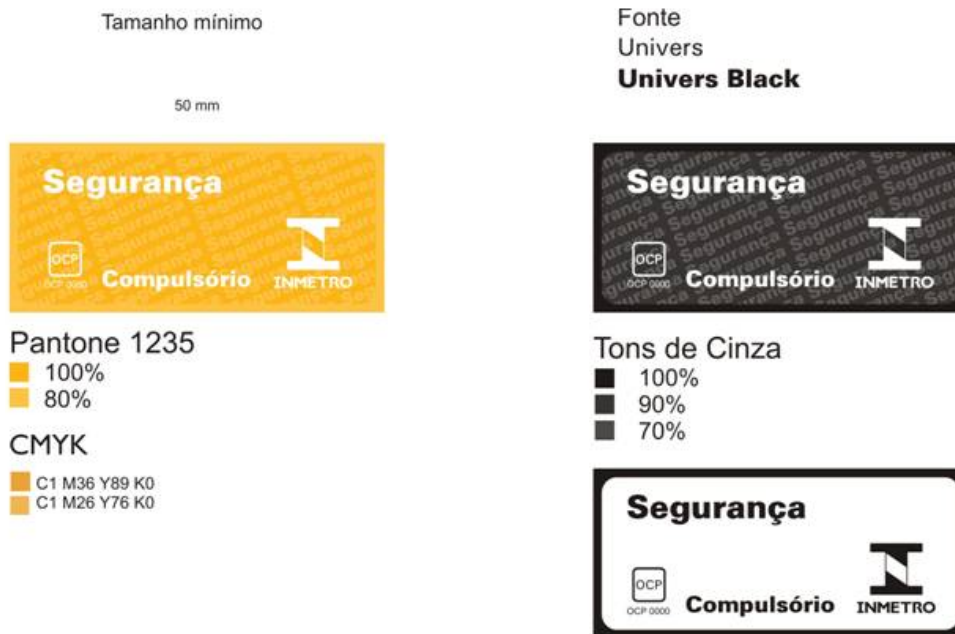 Tamanho mínimo
50 mm
Segurança
OCP
OCP 0000
Compulsório
INMETRO
Pantone 1235
100%
80%
CMYK
C1 M36 Y89 K0
C1 M26 Y76 K0
Fonte
Univers
Univers Black
Segurança
OCP
OCP 0000
Compulsório
INMETRO
Tons de Cinza
100%
90%
70%
Segurança
OCP
OCP 0000
Compulsório
INMETRO